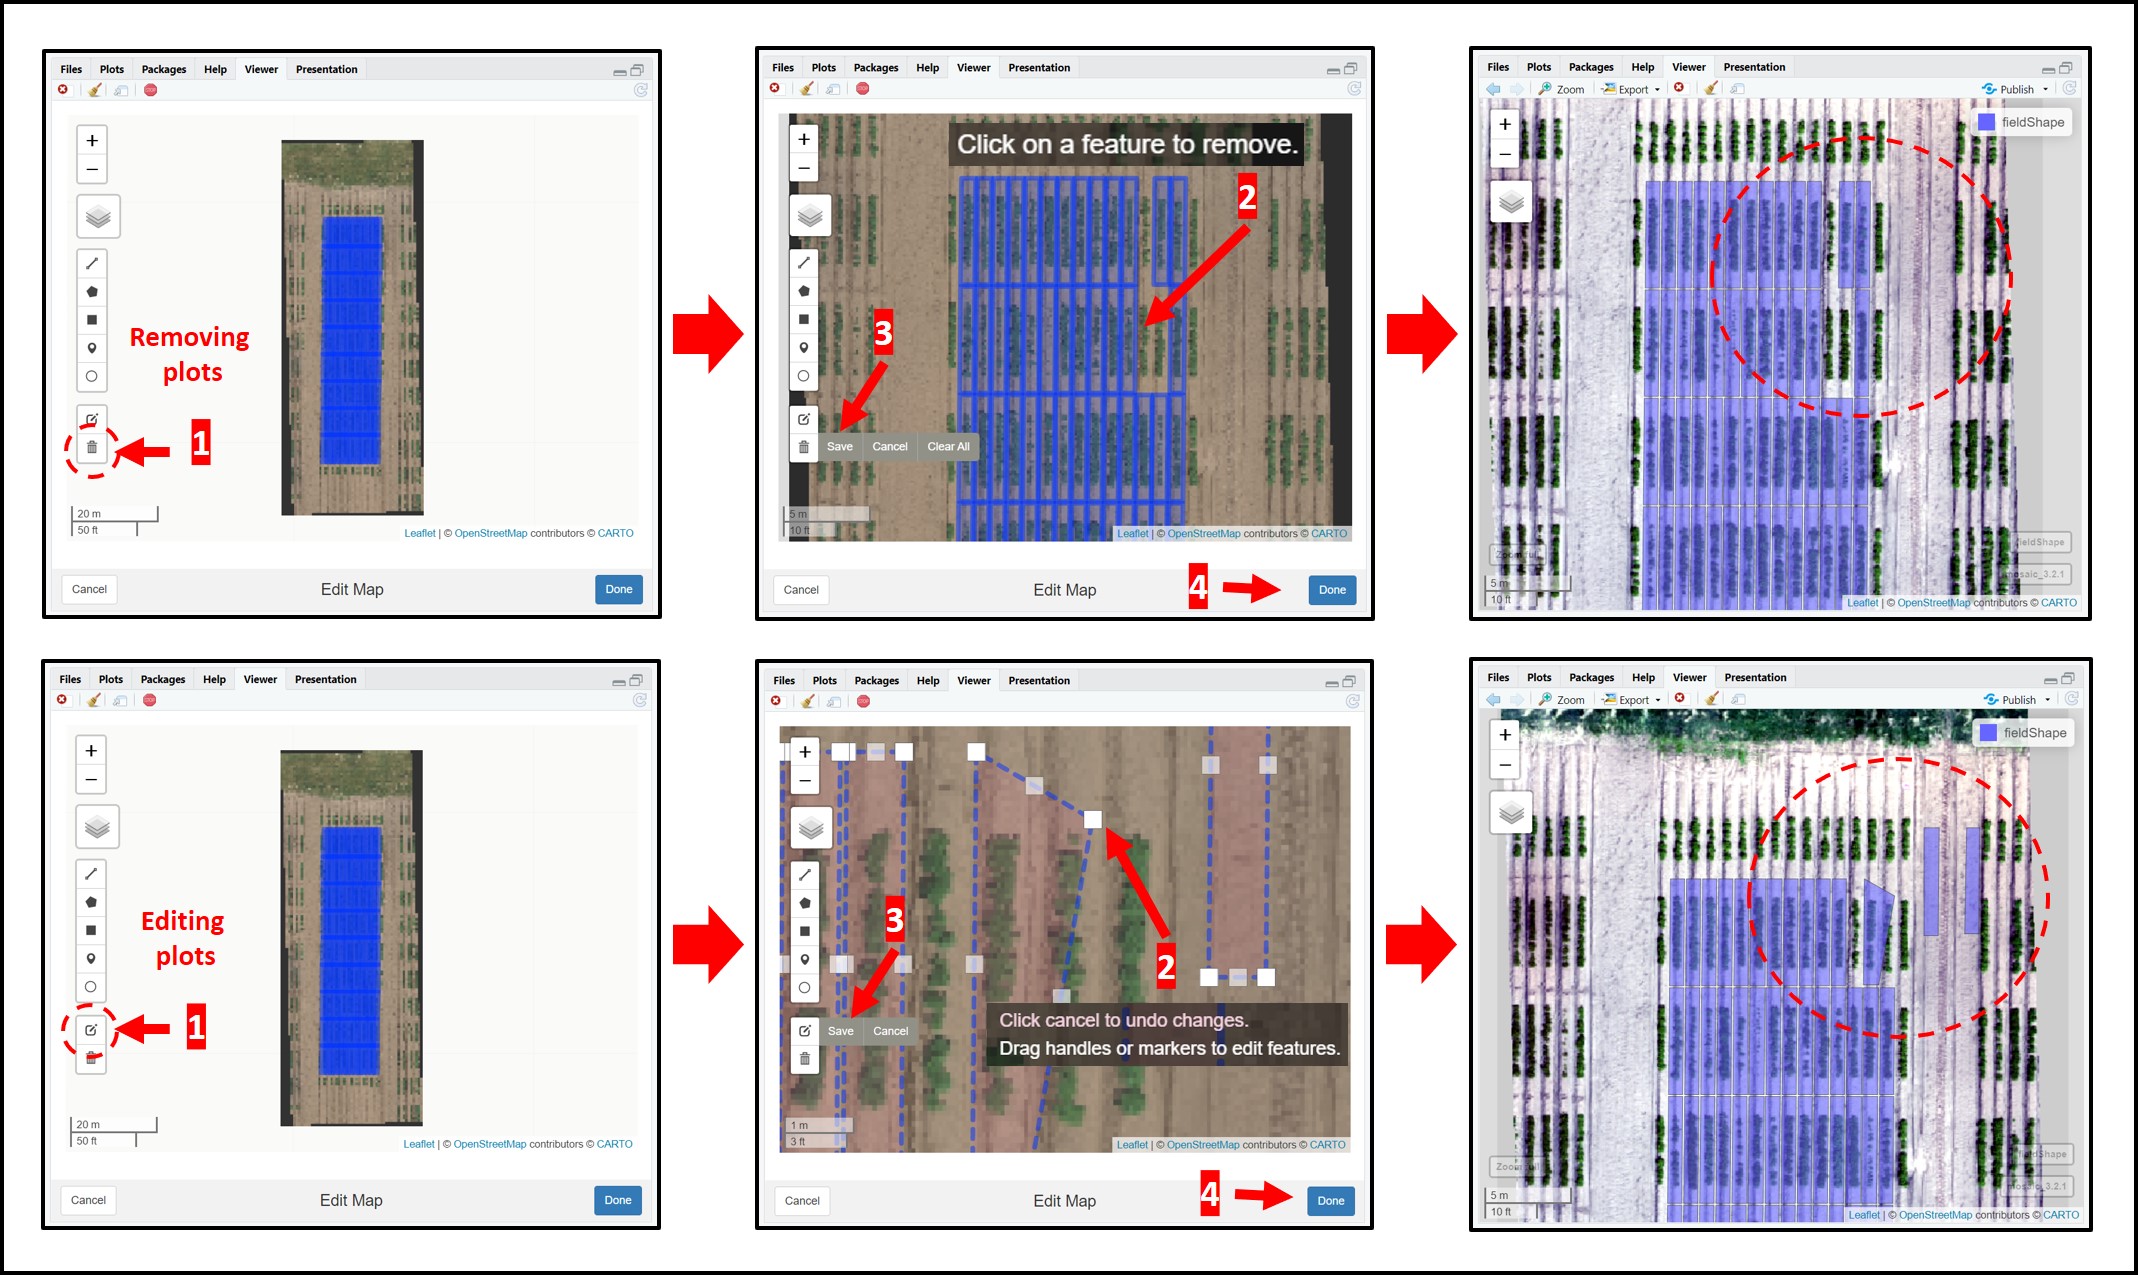 Files Plots Packages Help Viewer Presentation
+
−
Removing
plots
1
20 m
50 ft
Leaflet | © OpenStreetMap contributors © CARTO
Cancel Edit Map Done
Files Plots Packages Help Viewer Presentation
+
−
Click on a feature to remove.
2
3
Save Cancel Clear All
5 m
10 ft
Leaflet | © OpenStreetMap contributors © CARTO
4
Cancel Edit Map Done
Files Plots Packages Help Viewer Presentation
Zoom Export Publish
+
−
fieldShape
fieldShape
5 m
10 ft
Leaflet | © OpenStreetMap contributors © CARTO
Files Plots Packages Help Viewer Presentation
+
−
Editing
plots
1
20 m
50 ft
Leaflet | © OpenStreetMap contributors © CARTO
Cancel Edit Map Done
Files Plots Packages Help Viewer Presentation
+
−
3
2
Save Cancel
Click cancel to undo changes.
Drag handles or markers to edit features.
1 m
3 ft
Leaflet | © OpenStreetMap contributors © CARTO
4
Cancel Edit Map Done
Files Plots Packages Help Viewer Presentation
Zoom Export Publish
+
−
fieldShape
fieldShape
5 m
10 ft
Leaflet | © OpenStreetMap contributors © CARTO